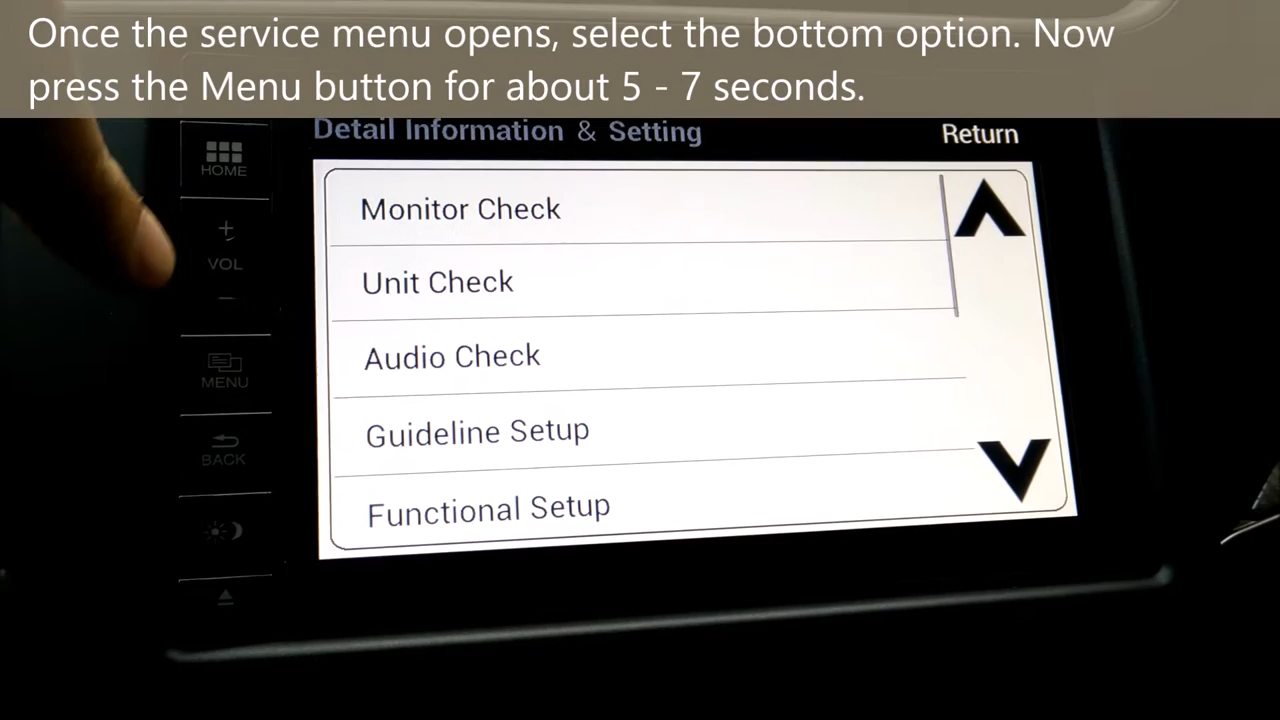 Once the service menu opens, select the bottom option. Now
press the Menu button for about 5 - 7 seconds.
Detail Information & Setting
Return
HOME
Monitor Check
+
VOL
-
Unit Check
MENU
Audio Check
BACK
Guideline Setup
Functional Setup